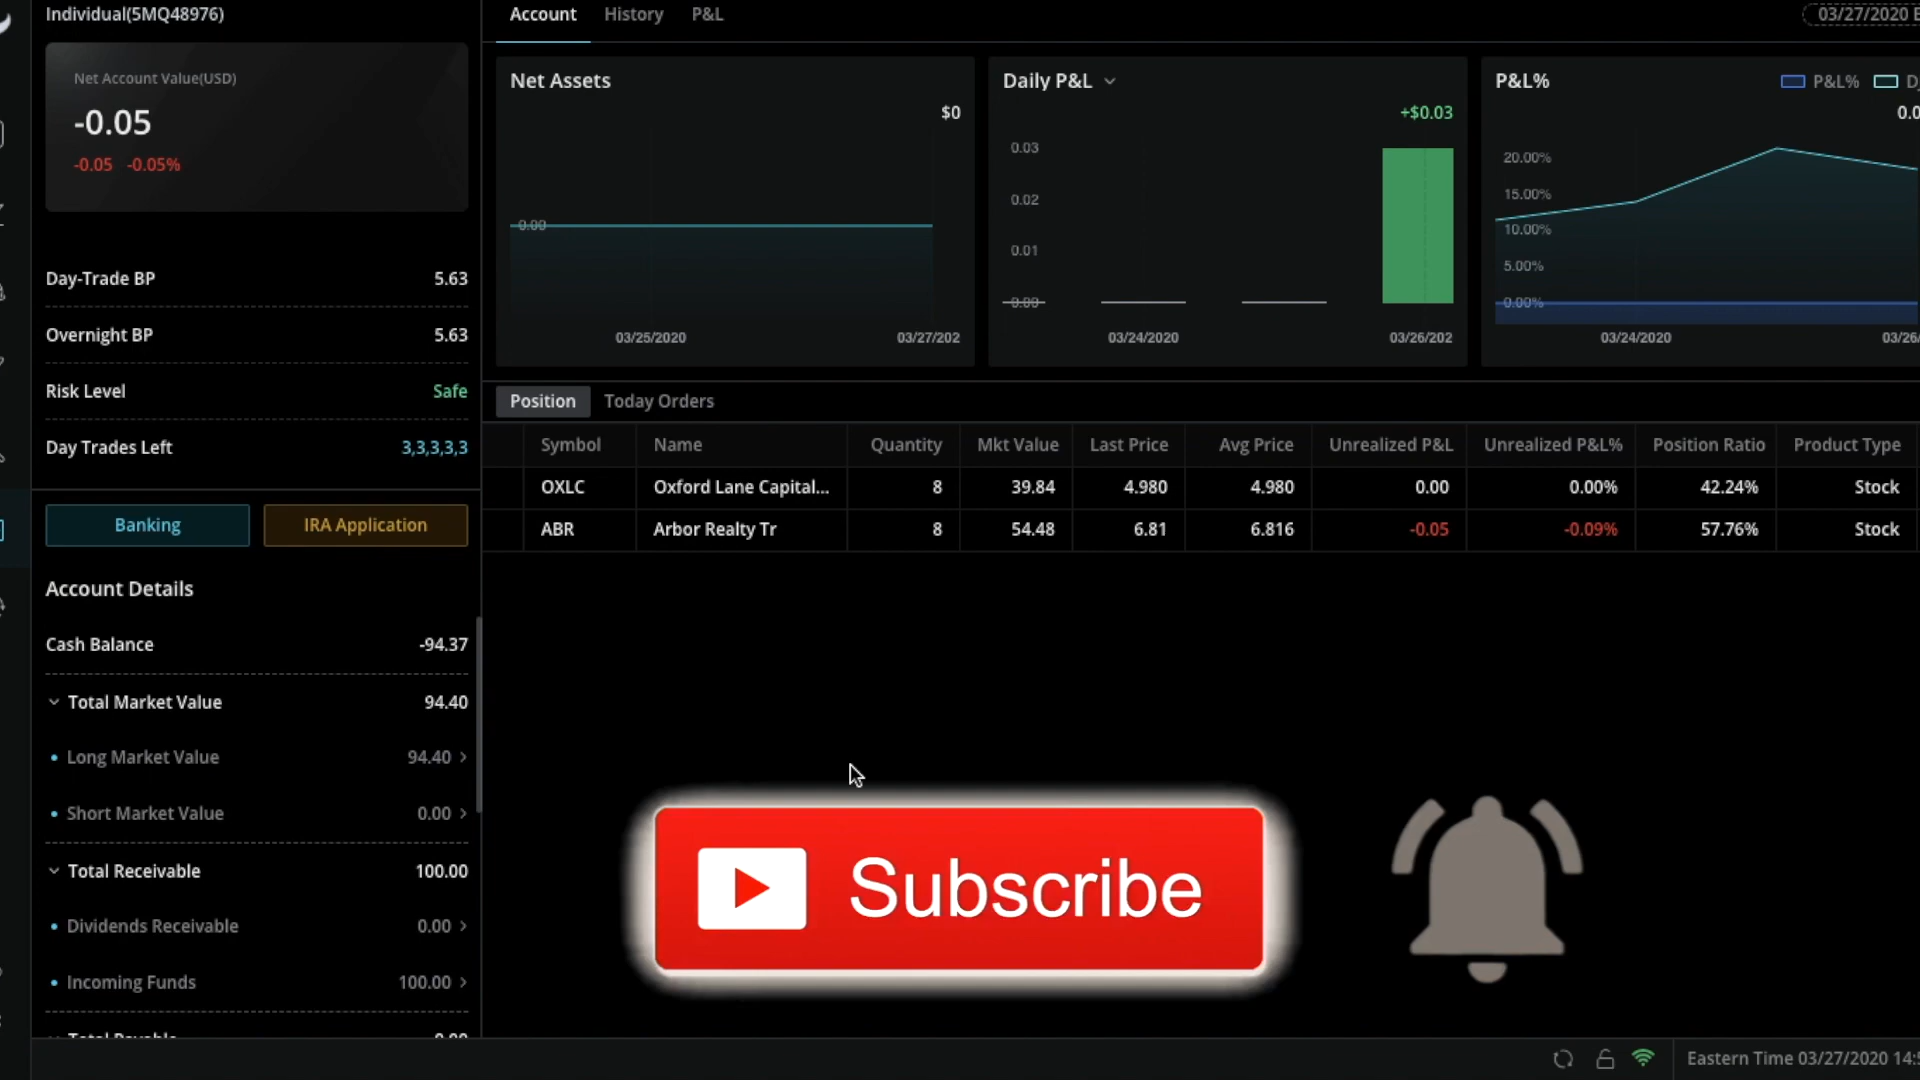 Individual(5MQ48976)
Net Account Value(USD)
-0.05
-0.05 -0.05%
Day-Trade BP 5.63
Overnight BP 5.63
Risk Level Safe
Day Trades Left 3,3,3,3,3
Banking IRA Application
Account Details
Cash Balance -94.37
Total Market Value 94.40
Long Market Value 94.40 >
Short Market Value 0.00 >
Total Receivable 100.00
Dividends Receivable 0.00 >
Incoming Funds 100.00 >
Account History P&L
03/27/2020
Net Assets
$0
0.00
03/25/2020 03/27/202
Daily P&L
+$0.03
0.03
0.02
0.01
0.00
03/24/2020 03/26/202
P&L% P&L% D
0.0
20.00%
15.00%
10.00%
5.00%
0.00%
03/24/2020 03/26/
Position Today Orders
Symbol Name Quantity Mkt Value Last Price Avg Price Unrealized P&L Unrealized P&L% Position Ratio Product Type
OXLC Oxford Lane Capital... 8 39.84 4.980 4.980 0.00 0.00% 42.24% Stock
ABR Arbor Realty Tr 8 54.48 6.81 6.816 -0.05 -0.09% 57.76% Stock
Subscribe
Eastern Time 03/27/2020 14: